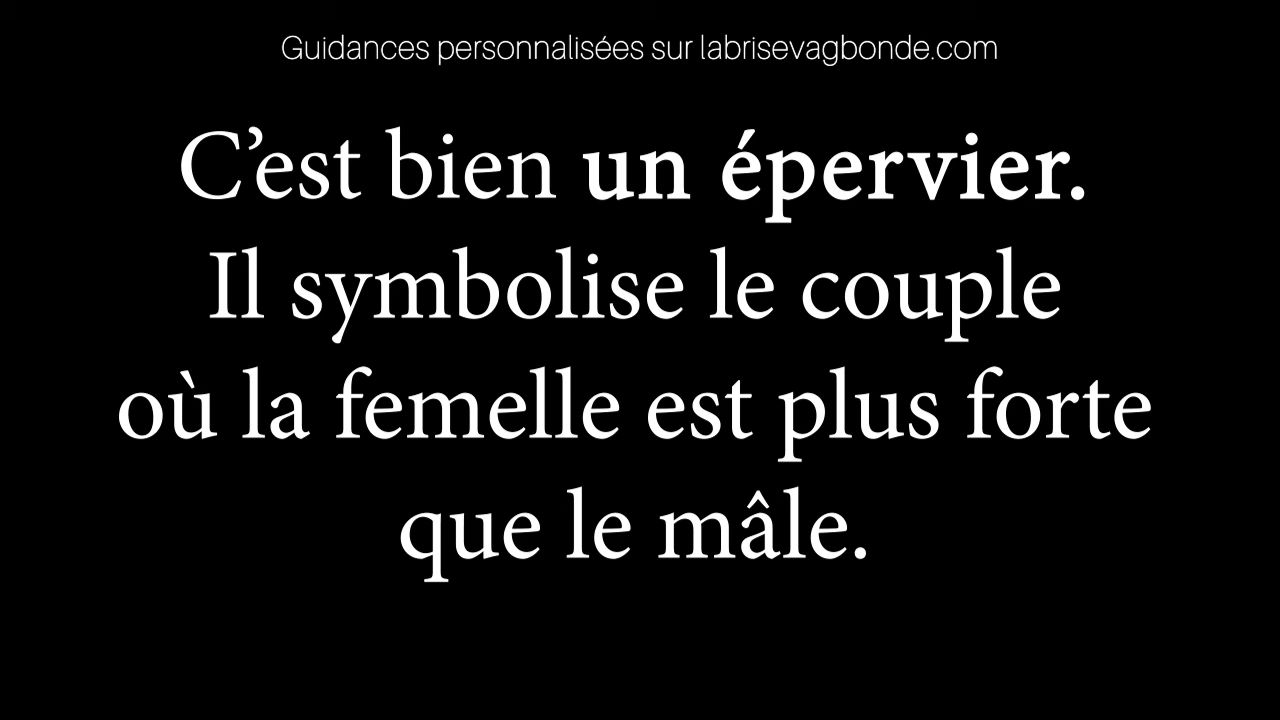 Guidances personnalisées sur labrisevagbonde.com
C’est bien un épervier.
Il symbolise le couple
où la femelle est plus forte
que le mâle.